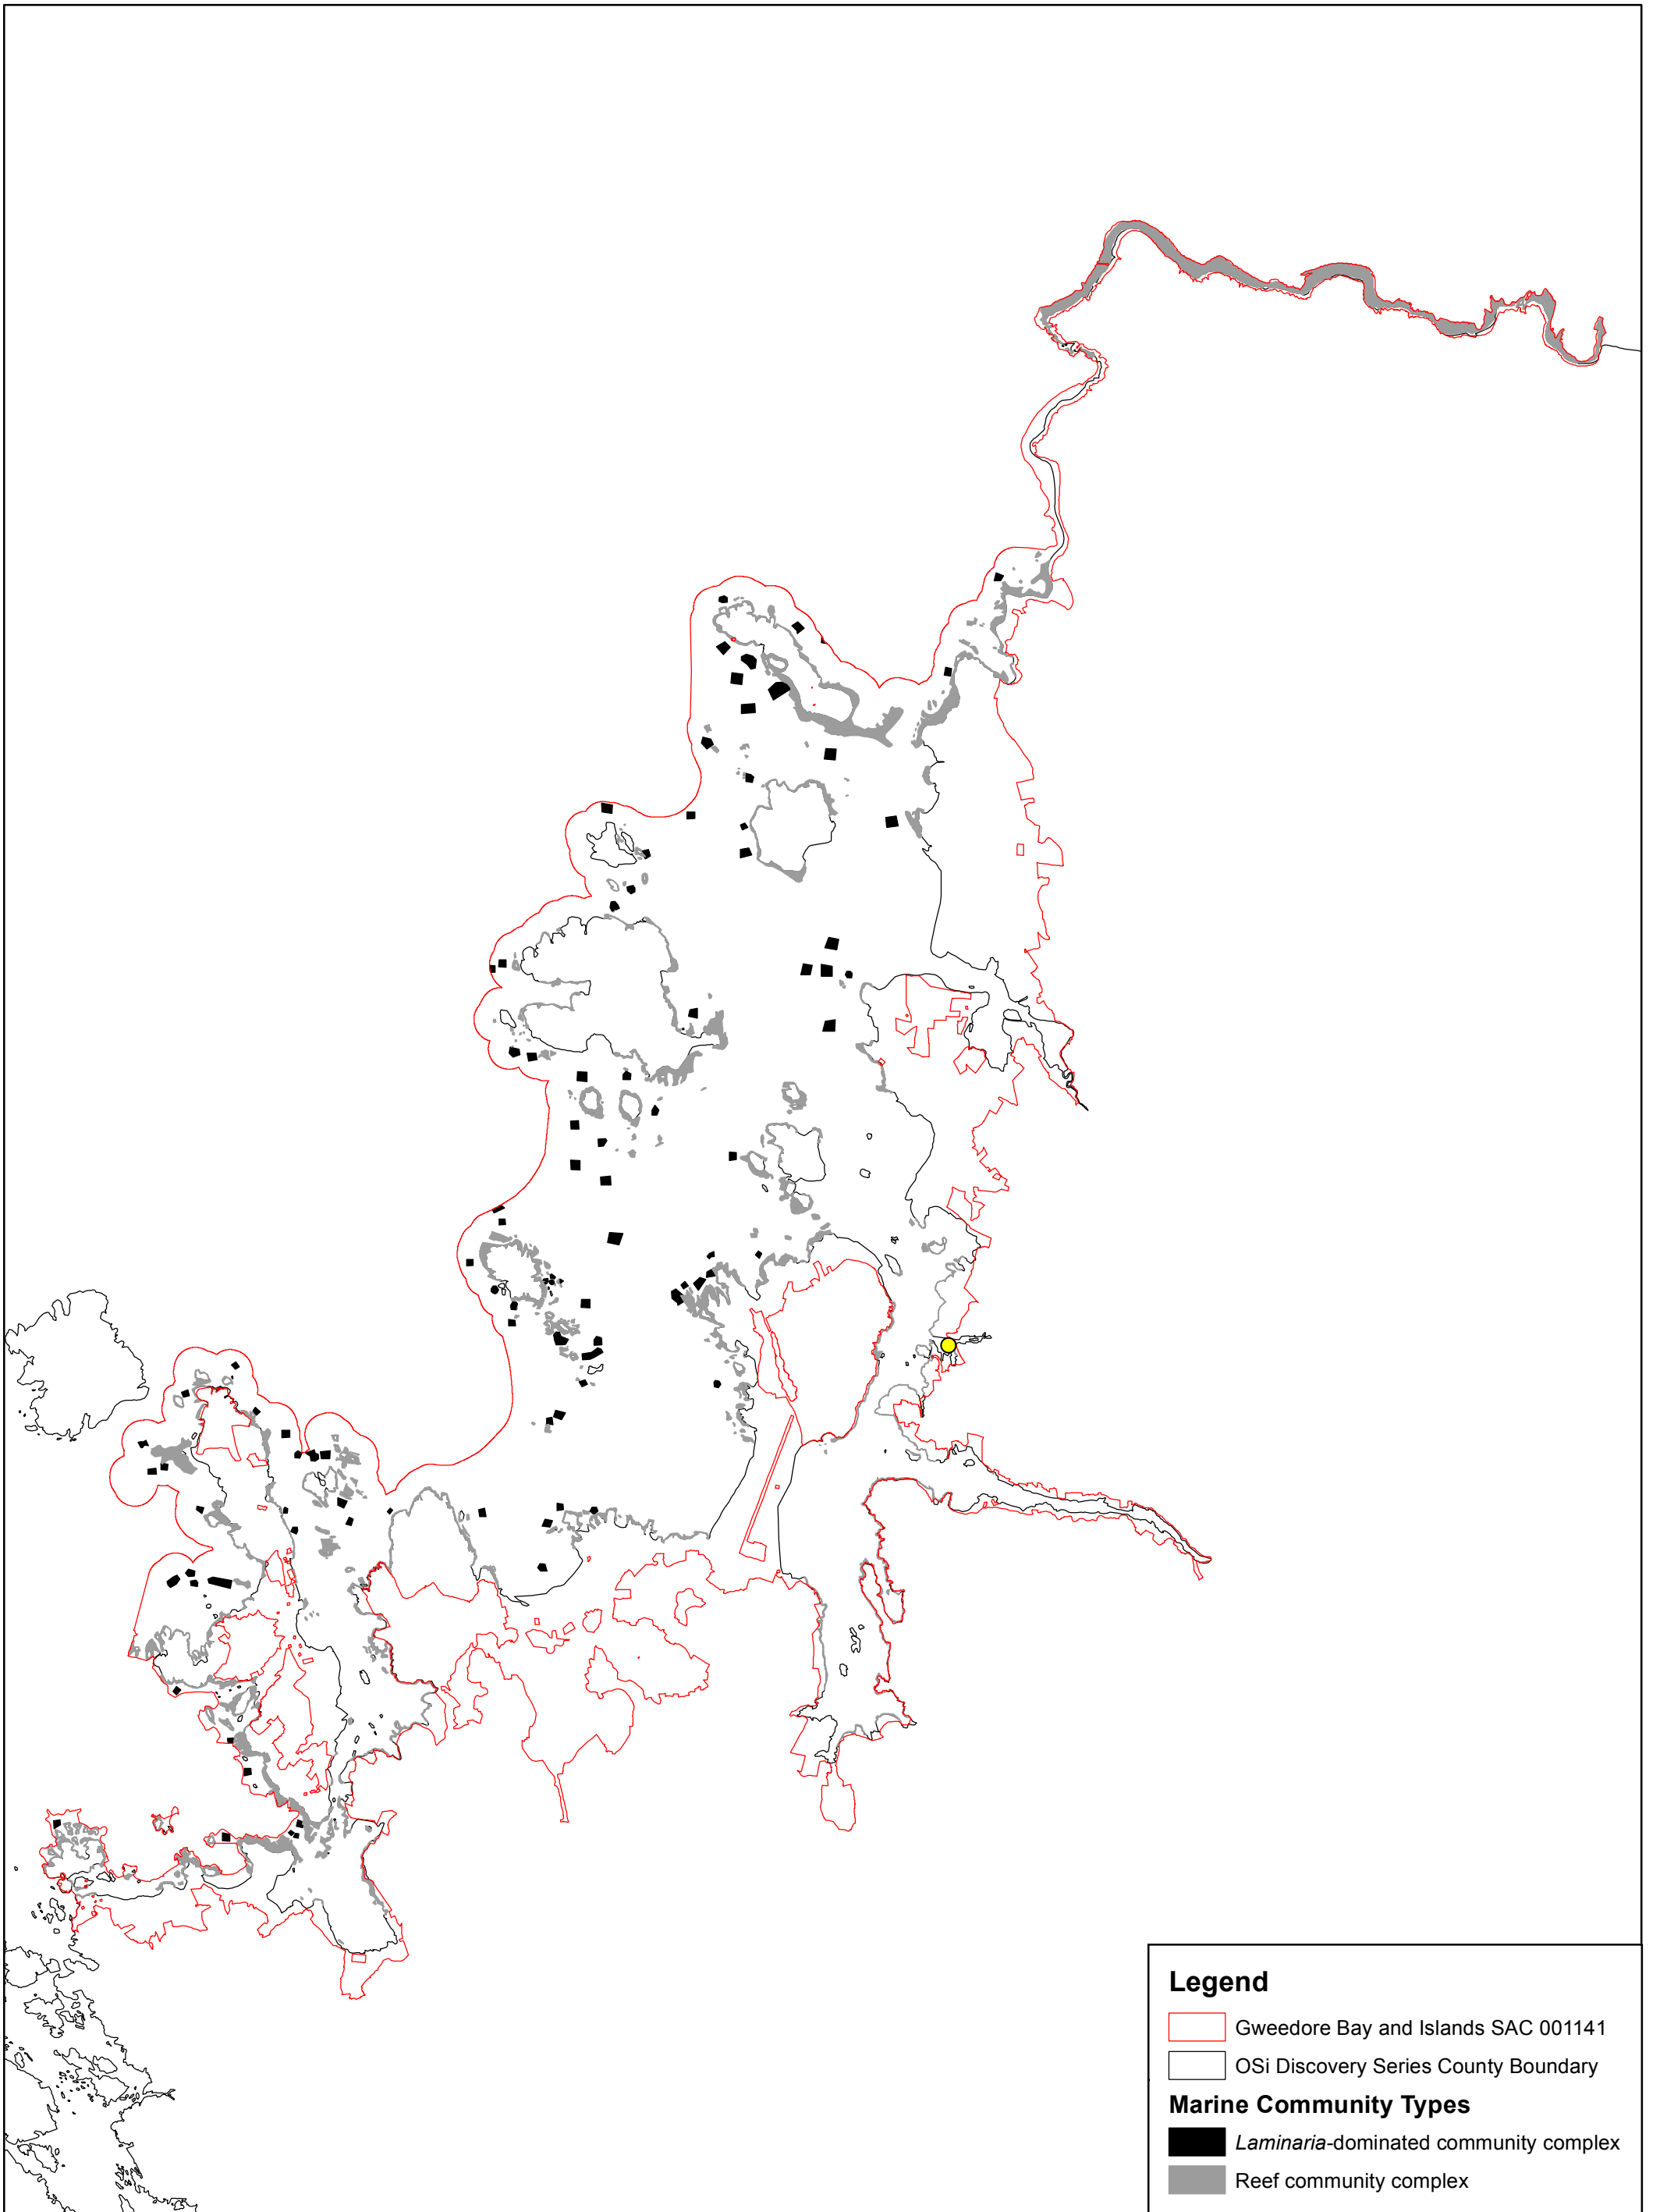 Legend
Gweedore Bay and Islands SAC 001141
OSi Discovery Series County Boundary
Marine Community Types
Laminaria-dominated community complex
Reef community complex